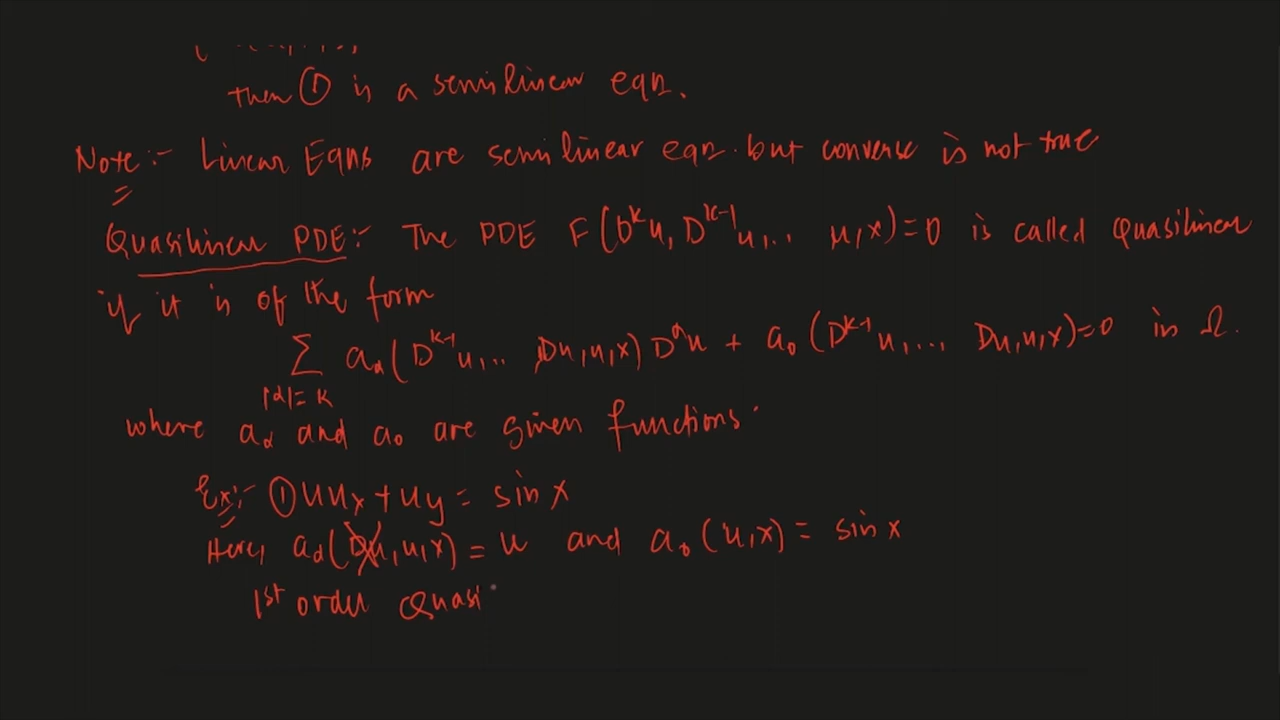 then ① is a semilinear eqn.
Note:- Linear Eqns are semilinear eqn. but converse is not true
Quasilinear PDE:- The PDE F(D^k u, D^{k-1} u, .. u, x) = 0 is called quasilinear
if it is of the form
∑_{|α|=k} a_α(D^{k-1} u, .. , Du, u, x) D^α u + a_0(D^{k-1} u, ... Du, u, x) = 0 in Ω.
where a_α and a_0 are given functions.
Ex:- ① u u_x + u_y = sin x
Here, a_α(Du, u, x) = u and a_0(u, x) = sin x
1st order Quasi